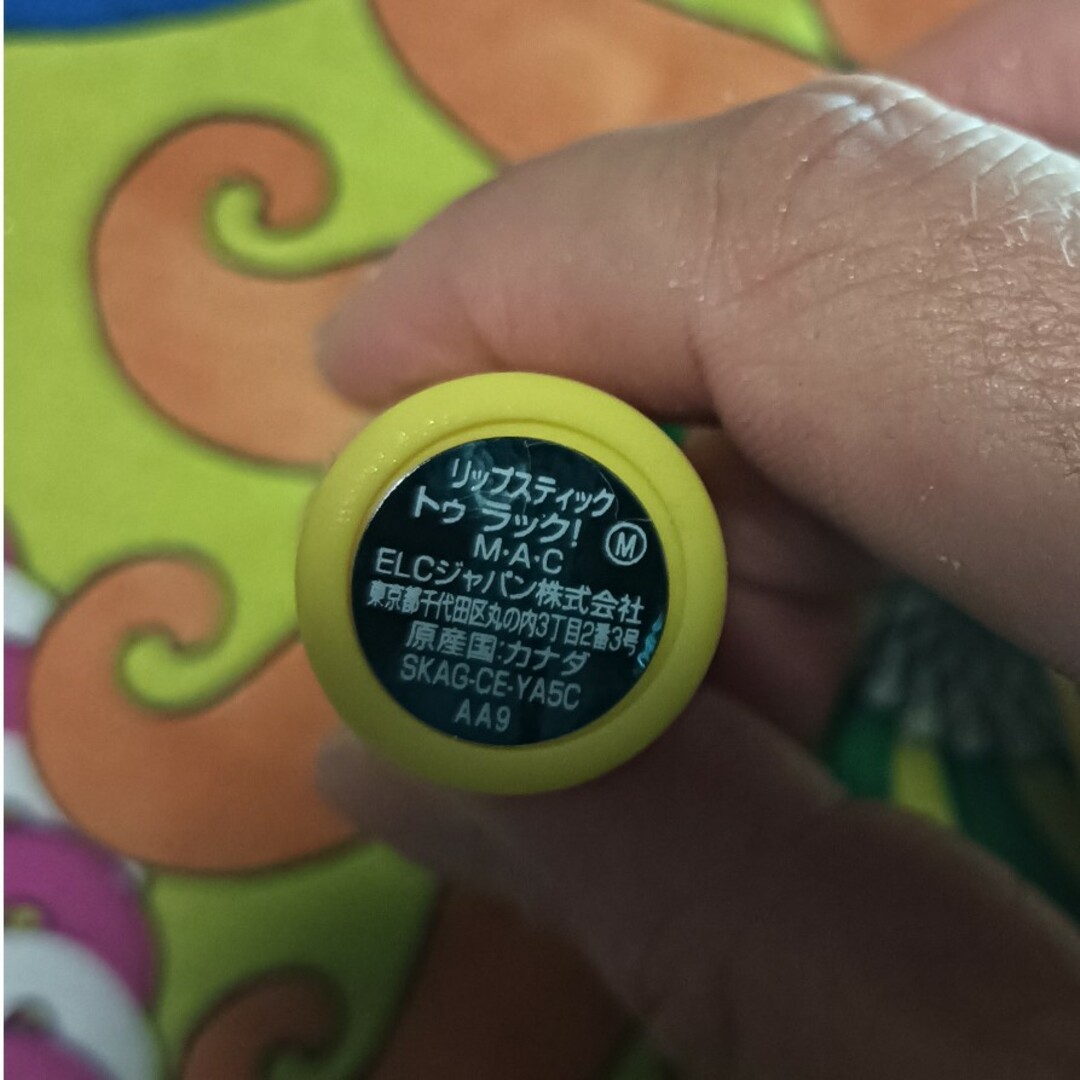 リップスティック
トゥ ラック!
Ⓜ
M·A·C
ELCジャパン株式会社
東京都千代田区丸の内3丁目2番3号
原産国:カナダ
SKAG-CE-YA5C
AA9